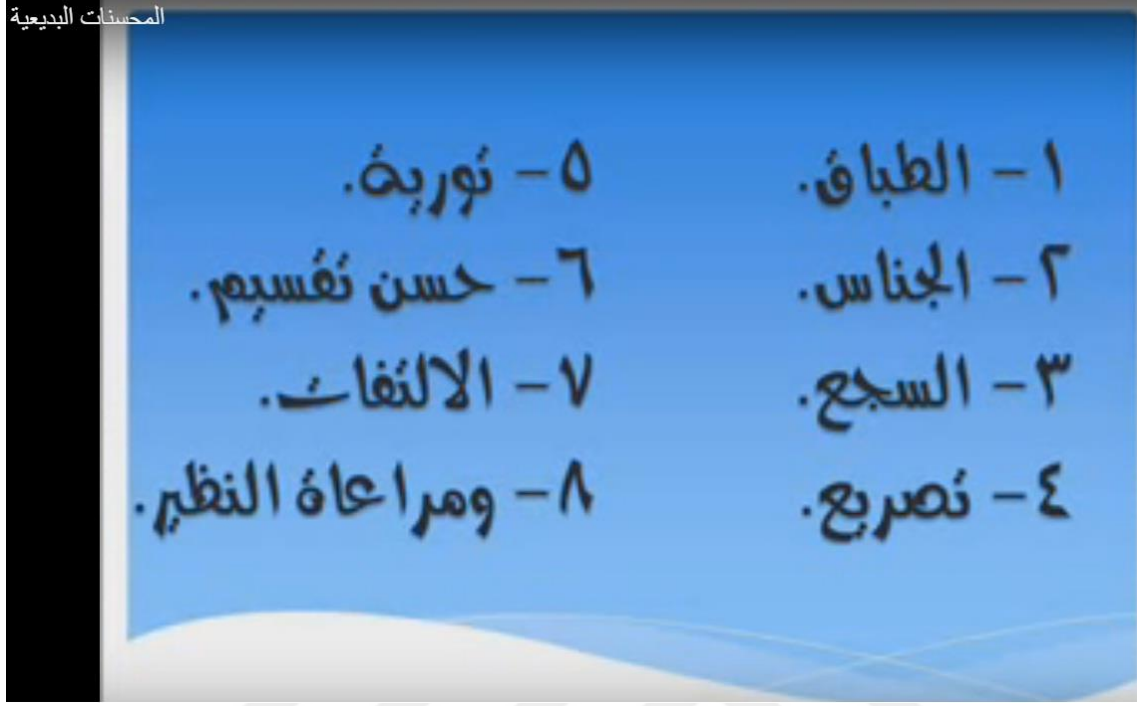 المحسنات البديعية
١ – الطباق.
٢ – الجناس.
٣ – السجع.
٤ – تصريع.
٥ – تورية.
٦ – حسن تقسيم.
٧ – الالتفات.
٨ – ومراعاة النظير.